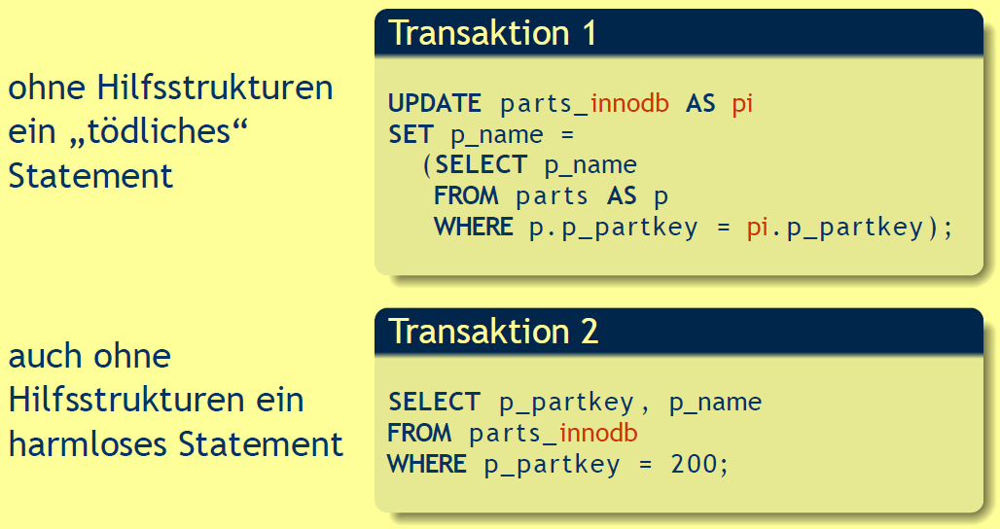 ohne Hilfsstrukturen
ein „tödliches“
Statement
Transaktion 1
UPDATE parts_innodb AS pi
SET p_name =
(SELECT p_name
FROM parts AS p
WHERE p.p_partkey = pi.p_partkey);
auch ohne
Hilfsstrukturen ein
harmloses Statement
Transaktion 2
SELECT p_partkey, p_name
FROM parts_innodb
WHERE p_partkey = 200;